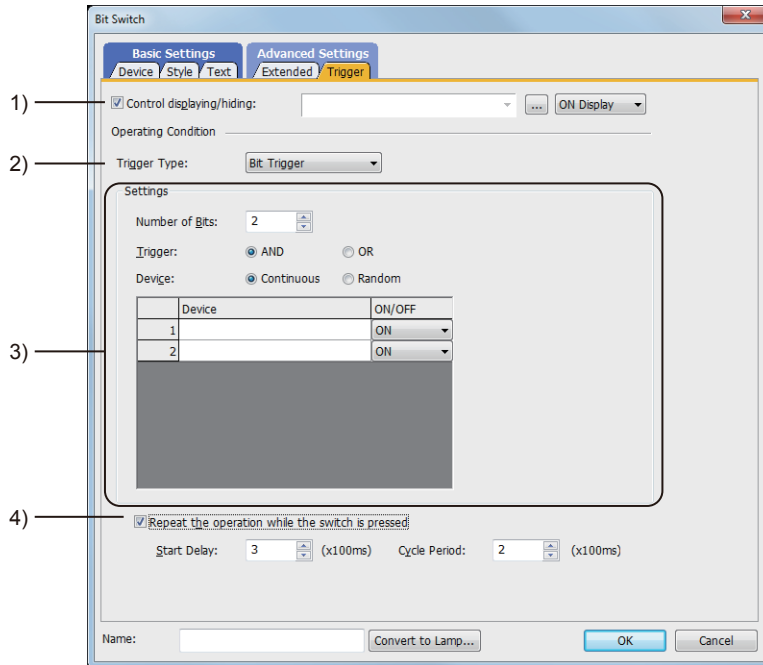 Bit Switch
Basic Settings Advanced Settings
Device Style Text Extended Trigger
1) Control displaying/hiding: ... ON Display
Operating Condition
2) Trigger Type: Bit Trigger
Settings
Number of Bits: 2
Trigger: AND OR
Device: Continuous Random
Device ON/OFF
1 ON
2 ON
3)
4) Repeat the operation while the switch is pressed
Start Delay: 3 (x100ms) Cycle Period: 2 (x100ms)
Name: Convert to Lamp... OK Cancel